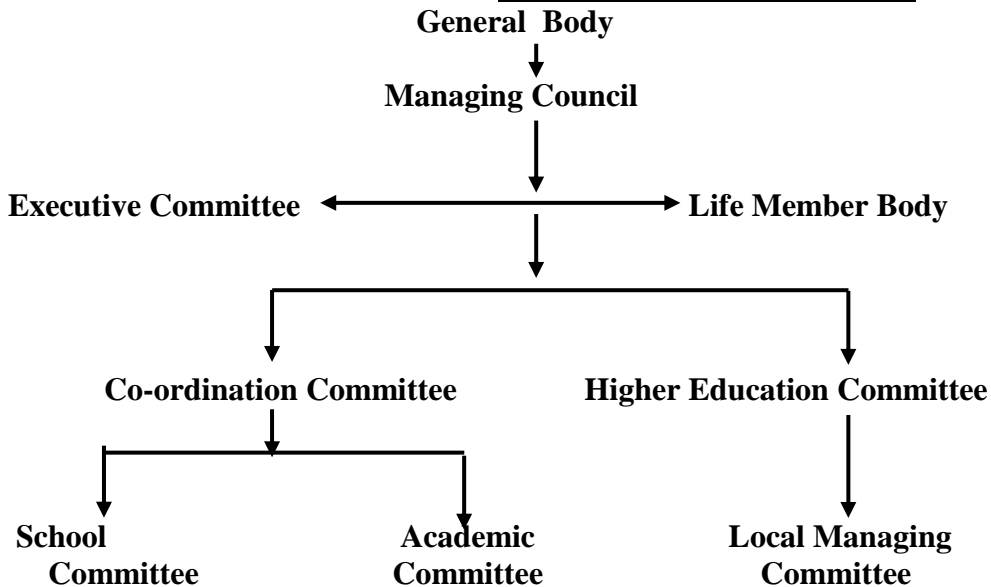 General Body
Managing Council
Executive Committee
Life Member Body
Co-ordination Committee
Higher Education Committee
School
Committee
Academic
Committee
Local Managing
Committee